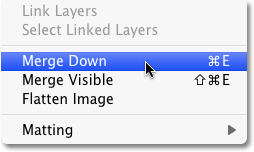 Link Layers
Select Linked Layers
Merge Down ⌘E
Merge Visible ⇧⌘E
Flatten Image
Matting ▶